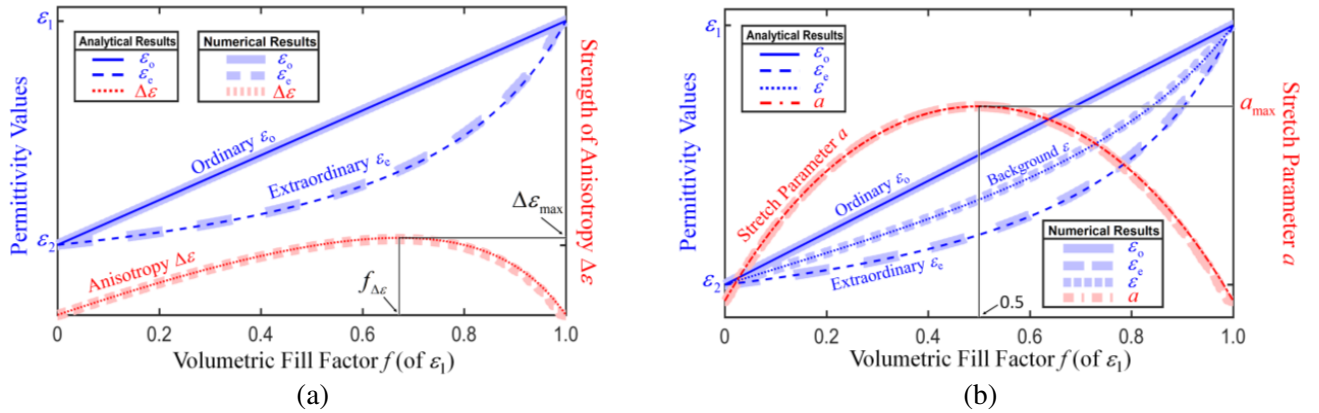 ε₁
Analytical Results
εₒ
εₑ
Δε
Numerical Results
εₒ
εₑ
Δε
Permittivity Values
Strength of Anisotropy Δε
Ordinary εₒ
Extraordinary εₑ
Δεmax
ε₂
Anisotropy Δε
fΔε
0
0.2
0.4
0.6
0.8
1.0
Volumetric Fill Factor f (of ε₁)
(a)
ε₁
Analytical Results
εₒ
εₑ
ε
a
Permittivity Values
amax
Stretch Parameter a
Stretch Parameter a
Ordinary εₒ
Background ε
Extraordinary εₑ
ε₂
Numerical Results
εₒ
εₑ
ε
a
0.5
0
0.2
0.4
0.6
0.8
1.0
Volumetric Fill Factor f (of ε₁)
(b)